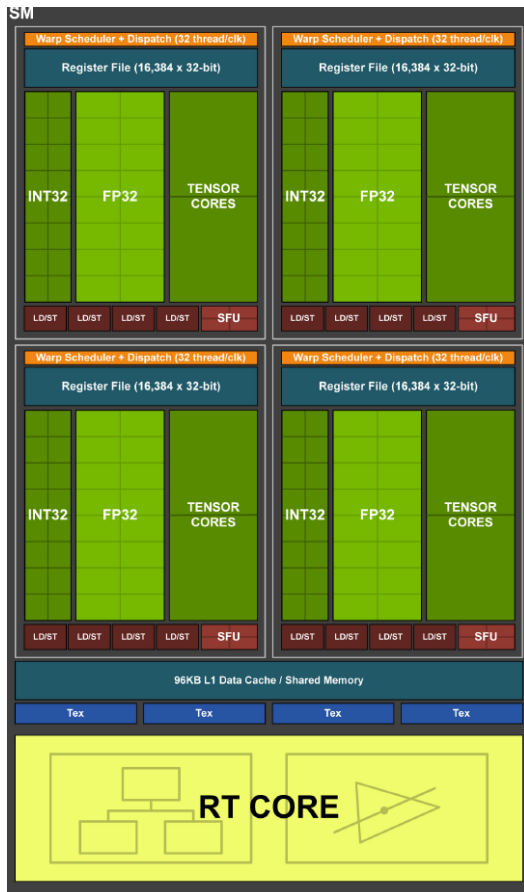 SM
Warp Scheduler + Dispatch (32 thread/clk)
Register File (16,384 x 32-bit)
INT32
FP32
TENSOR
CORES
LD/ST
LD/ST
LD/ST
LD/ST
SFU
Warp Scheduler + Dispatch (32 thread/clk)
Register File (16,384 x 32-bit)
INT32
FP32
TENSOR
CORES
LD/ST
LD/ST
LD/ST
LD/ST
SFU
Warp Scheduler + Dispatch (32 thread/clk)
Register File (16,384 x 32-bit)
INT32
FP32
TENSOR
CORES
LD/ST
LD/ST
LD/ST
LD/ST
SFU
Warp Scheduler + Dispatch (32 thread/clk)
Register File (16,384 x 32-bit)
INT32
FP32
TENSOR
CORES
LD/ST
LD/ST
LD/ST
LD/ST
SFU
96KB L1 Data Cache / Shared Memory
Tex
Tex
Tex
Tex
RT CORE